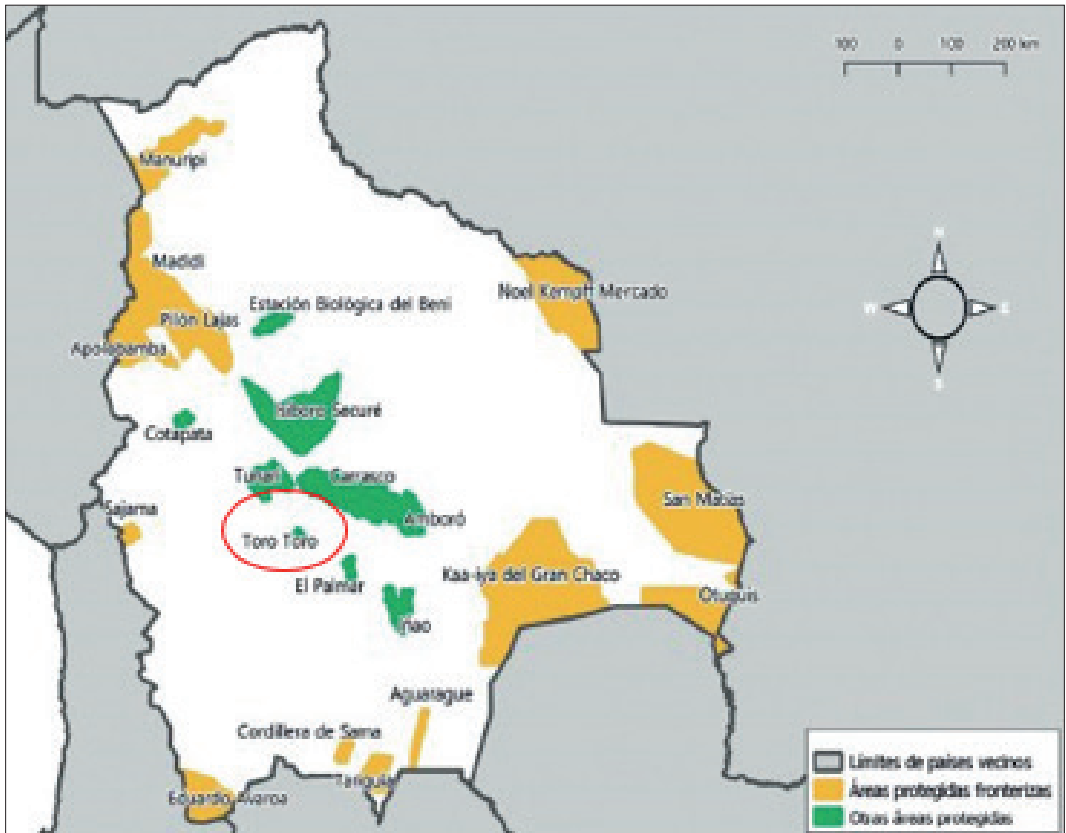 100 0 100 200 km
Manuripi
Madidi
Estación Biológica del Beni
Noel Kempff Mercado
Pilón Lajas
Apolobamba
N
W E
S
Isiboro Securé
Cotapata
Tunari Carrasco
San Matías
Sajama
Amboró
Toro Toro
Kaa-iya del Gran Chaco
El Palmar
Otuquis
Iñao
Aguarague
Cordillera de Sama
Tariquía
Eduardo Avaroa
Límites de países vecinos
Áreas protegidas fronterizas
Otras áreas protegidas